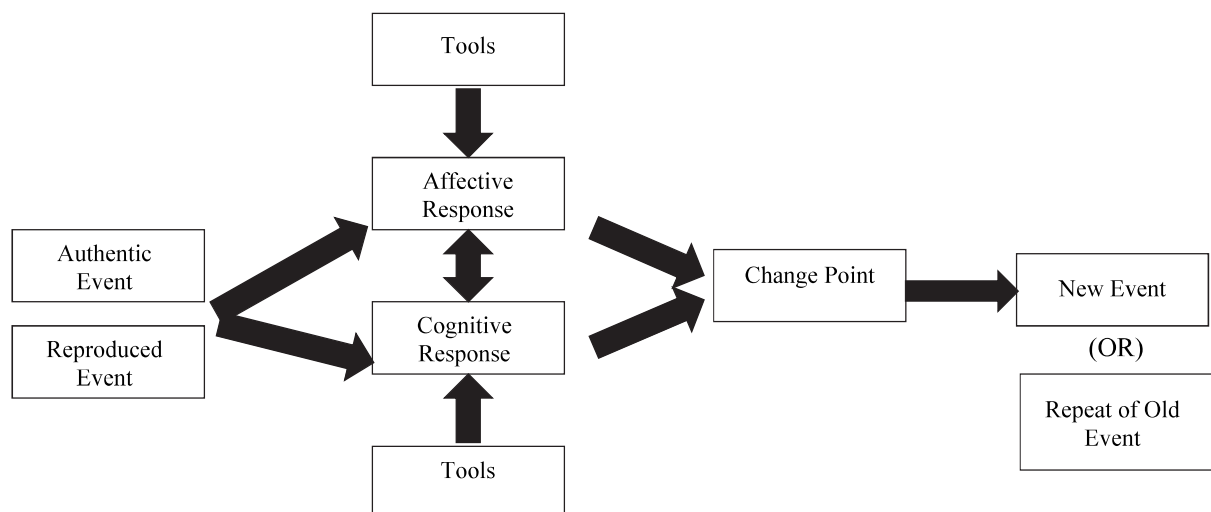 Tools
Affective
Response
Authentic
Event
Reproduced
Event
Cognitive
Response
Tools
Change Point
New Event
(OR)
Repeat of Old
Event